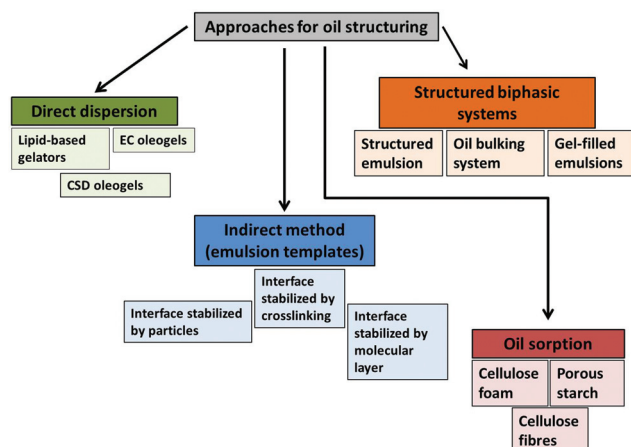 Approaches for oil structuring
Direct dispersion
Lipid-based
gelators
EC oleogels
CSD oleogels
Structured biphasic
systems
Structured
emulsion
Oil bulking
system
Gel-filled
emulsions
Indirect method
(emulsion templates)
Interface stabilized
by particles
Interface
stabilized by
crosslinking
Interface
stabilized by
molecular
layer
Oil sorption
Cellulose
foam
Porous
starch
Cellulose
fibres